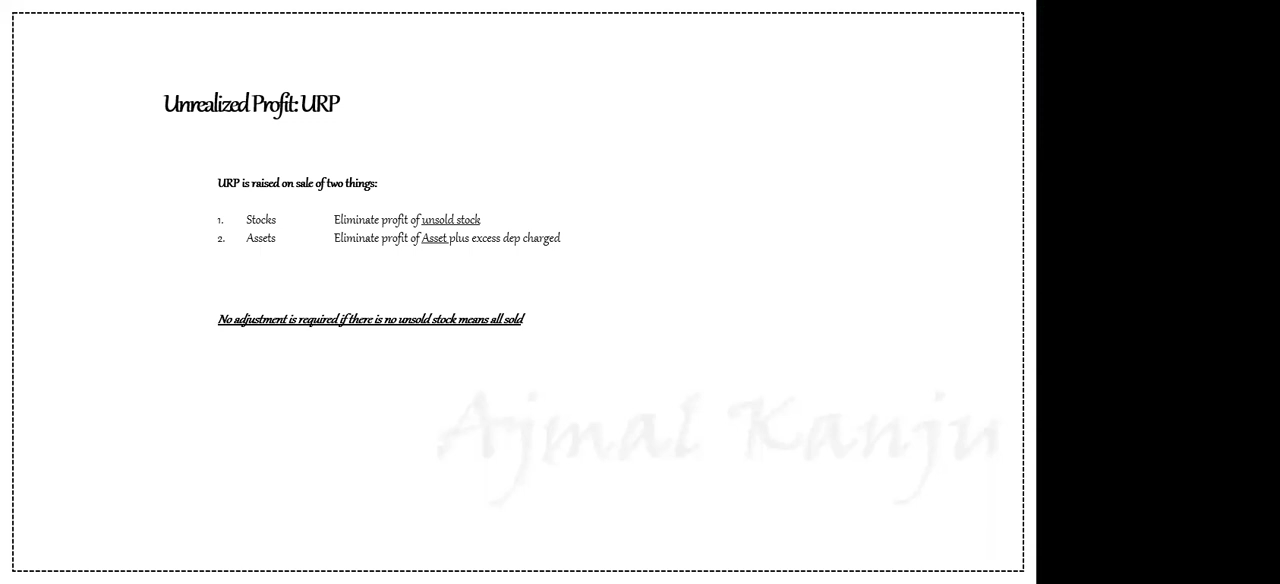 Unrealized Profit: URP
URP is raised on sale of two things:
1. Stocks Eliminate profit of unsold stock
2. Assets Eliminate profit of Asset plus excess dep charged
No adjustment is required if there is no unsold stock means all sold
Ajmal Kanju